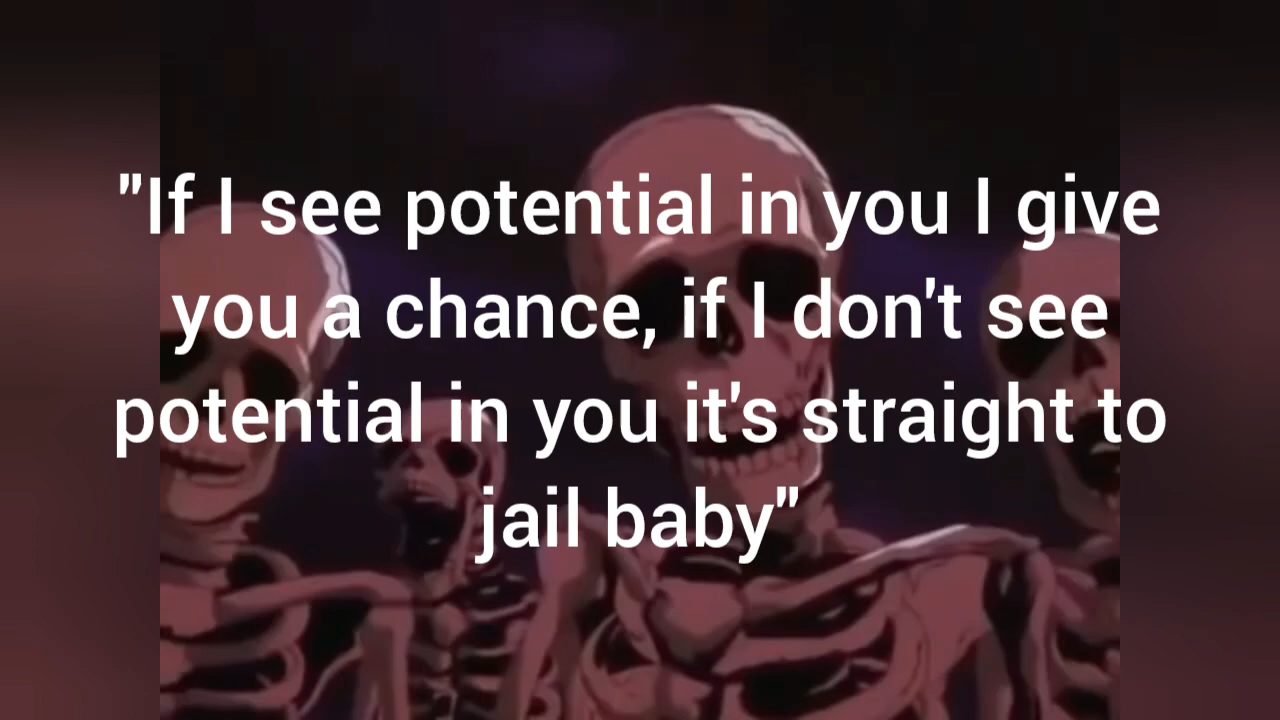 "If I see potential in you I give
you a chance, if I don't see
potential in you it's straight to
jail baby"